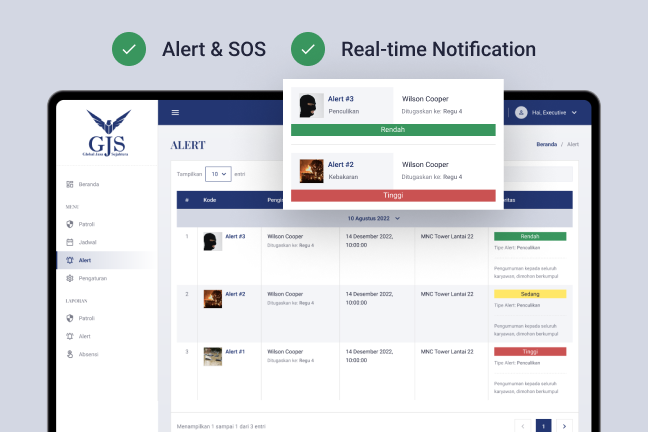 Alert & SOS
Real-time Notification
Alert #3
Penculikan
Wilson Cooper
Ditugaskan ke: Regu 4
Rendah
Alert #2
Kebakaran
Wilson Cooper
Ditugaskan ke: Regu 4
Tinggi
GJS
Global Jasa Sejahtera
Hai, Executive
Beranda
MENU
Patroli
Jadwal
Alert
Pengaturan
LAPORAN
Patroli
Alert
Absensi
ALERT
Beranda / Alert
Tampilkan 10 entri
# Kode
10 Agustus 2022
1 Alert #3 Wilson Cooper 14 Desember 2022, MNC Tower Lantai 22 Rendah
Ditugaskan ke: Regu 4 10:00:00 Tipe Alert: Penculikan
Pengumuman kepada seluruh
karyawan, dimohon berkumpul
2 Alert #2 Wilson Cooper 14 Desember 2022, MNC Tower Lantai 22 Sedang
Ditugaskan ke: Regu 4 10:00:00 Tipe Alert: Penculikan
Pengumuman kepada seluruh
karyawan, dimohon berkumpul
3 Alert #1 Wilson Cooper 14 Desember 2022, MNC Tower Lantai 22 Tinggi
Ditugaskan ke: Regu 4 10:00:00 Tipe Alert: Penculikan
Pengumuman kepada seluruh
karyawan, dimohon berkumpul
Menampilkan 1 sampai 1 dari 3 entri
1